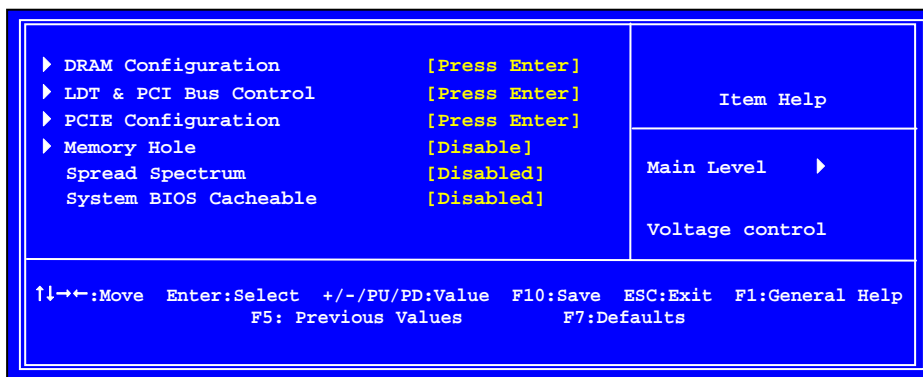 ▶ DRAM Configuration [Press Enter]
▶ LDT & PCI Bus Control [Press Enter]
▶ PCIE Configuration [Press Enter]
▶ Memory Hole [Disable]
Spread Spectrum [Disabled]
System BIOS Cacheable [Disabled]
Item Help
Main Level ▶
Voltage control
↑↓→←:Move Enter:Select +/-/PU/PD:Value F10:Save ESC:Exit F1:General Help
F5: Previous Values F7:Defaults